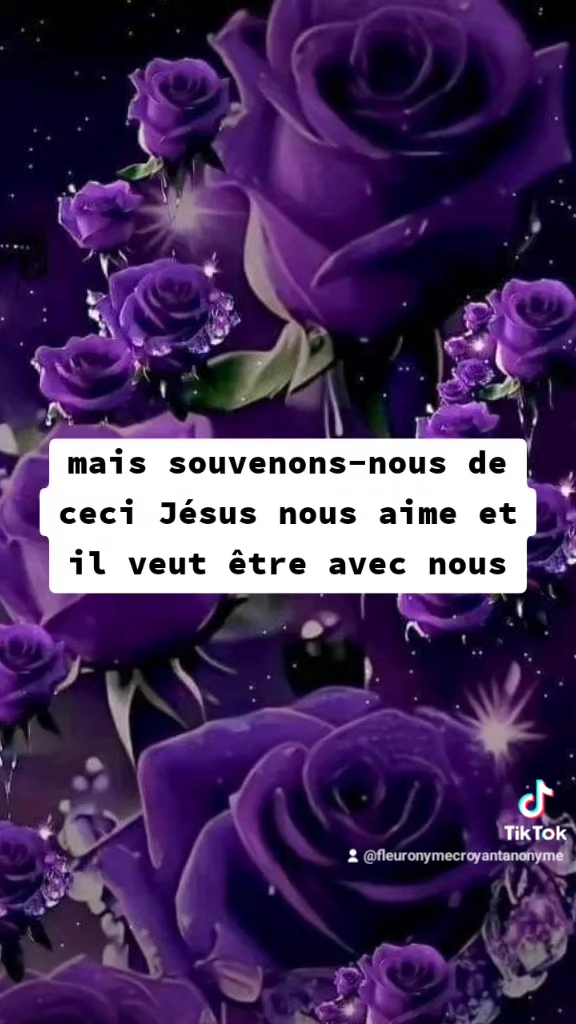 mais souvenons-nous de
ceci Jésus nous aime et
il veut être avec nous
TikTok
@fleuronymecroyantanonyme